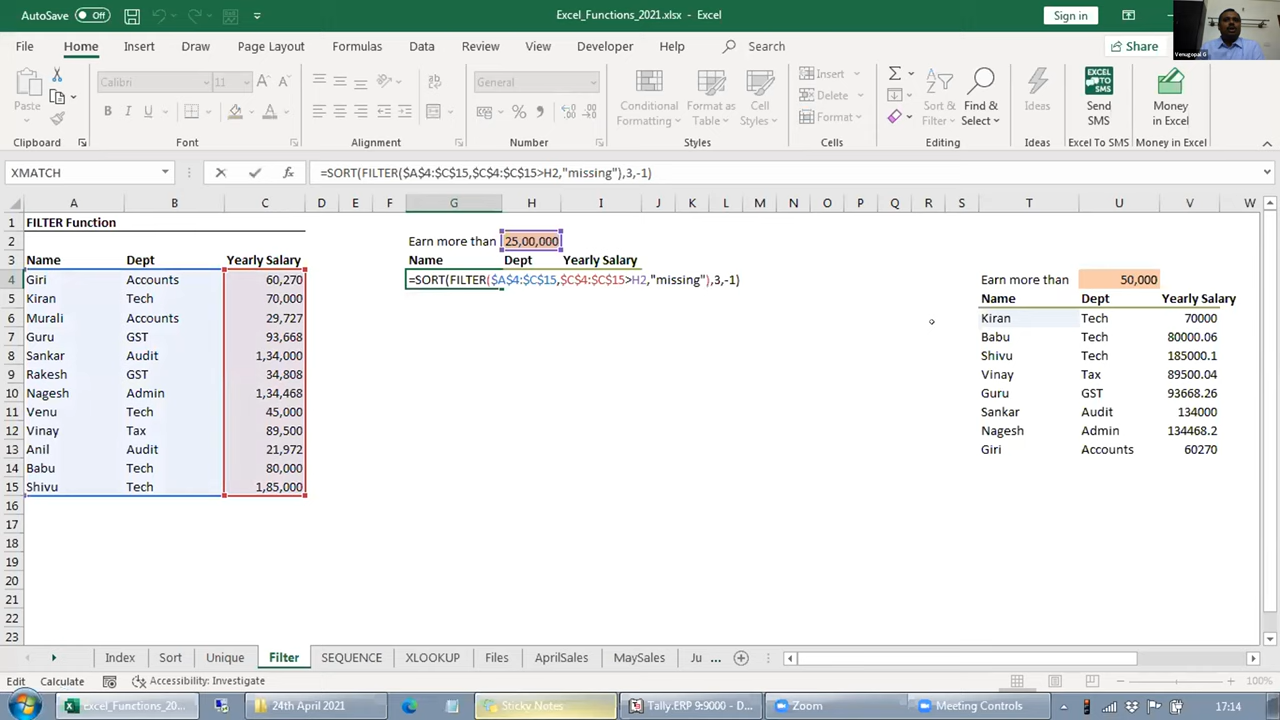 AutoSave Off Excel_Functions_2021.xlsx - Excel Sign in
Venugopal G
File Home Insert Draw Page Layout Formulas Data Review View Developer Help Search Share
Paste Calibri 11 General Conditional Formatting Format as Table Cell Styles Insert Delete Format Sort & Filter Find & Select Ideas Send SMS Money in Excel
Clipboard Font Alignment Number Styles Cells Editing Ideas Excel To SMS Money in Excel
XMATCH =SORT(FILTER($A$4:$C$15,$C$4:$C$15>H2,"missing"),3,-1)
A B C D E F G H I J K L M N O P Q R S T U V W
1 FILTER Function
2 Earn more than 25,00,000
3 Name Dept Yearly Salary Name Dept Yearly Salary
4 Giri Accounts 60,270 =SORT(FILTER($A$4:$C$15,$C$4:$C$15>H2,"missing"),3,-1) Earn more than 50,000
5 Kiran Tech 70,000 Name Dept Yearly Salary
6 Murali Accounts 29,727 Kiran Tech 70000
7 Guru GST 93,668 Babu Tech 80000.06
8 Sankar Audit 1,34,000 Shivu Tech 185000.1
9 Rakesh GST 34,808 Vinay Tax 89500.04
10 Nagesh Admin 1,34,468 Guru GST 93668.26
11 Venu Tech 45,000 Sankar Audit 134000
12 Vinay Tax 89,500 Nagesh Admin 134468.2
13 Anil Audit 21,972 Giri Accounts 60270
14 Babu Tech 80,000
15 Shivu Tech 1,85,000
16
17
18
19
20
21
22
23
Index Sort Unique Filter SEQUENCE XLOOKUP Files AprilSales MaySales Ju ...
Edit Calculate Accessibility: Investigate 100%
Excel_Functions_20... 24th April 2021 Sticky Notes Tally.ERP 9:9000 - D... Zoom Meeting Controls 17:14